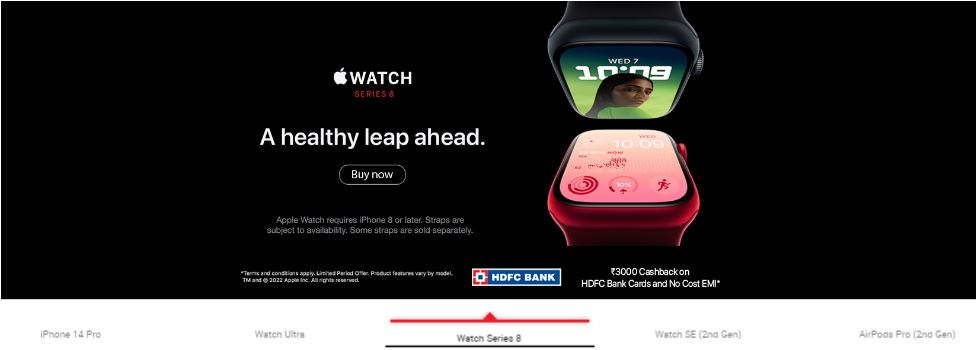 WATCH
SERIES 8
A healthy leap ahead.
Buy now
Apple Watch requires iPhone 8 or later. Straps are
subject to availability. Some straps are sold separately.
WED 7
10:09
WED
10:09
NOW
10%
*Terms and conditions apply. Limited Period Offer. Product features vary by model.
TM and © 2022 Apple Inc. All rights reserved.
HDFC BANK
₹3000 Cashback on
HDFC Bank Cards and No Cost EMI*
iPhone 14 Pro
Watch Ultra
Watch Series 8
Watch SE (2nd Gen)
AirPods Pro (2nd Gen)